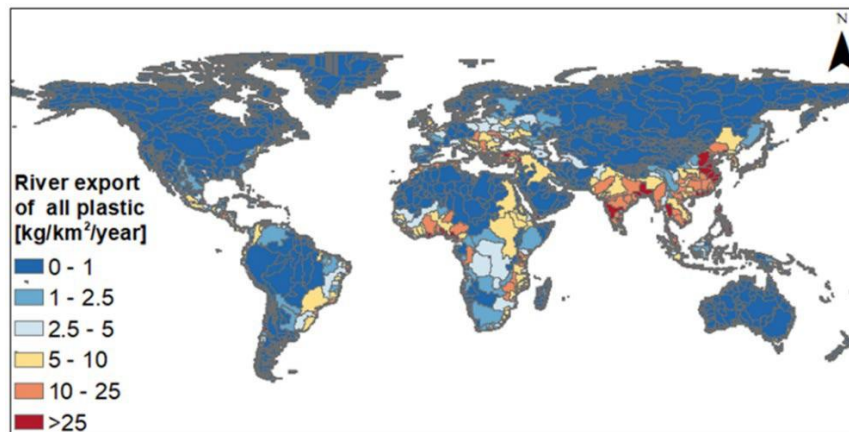 N
River export
of all plastic
[kg/km²/year]
0 - 1
1 - 2.5
2.5 - 5
5 - 10
10 - 25
>25